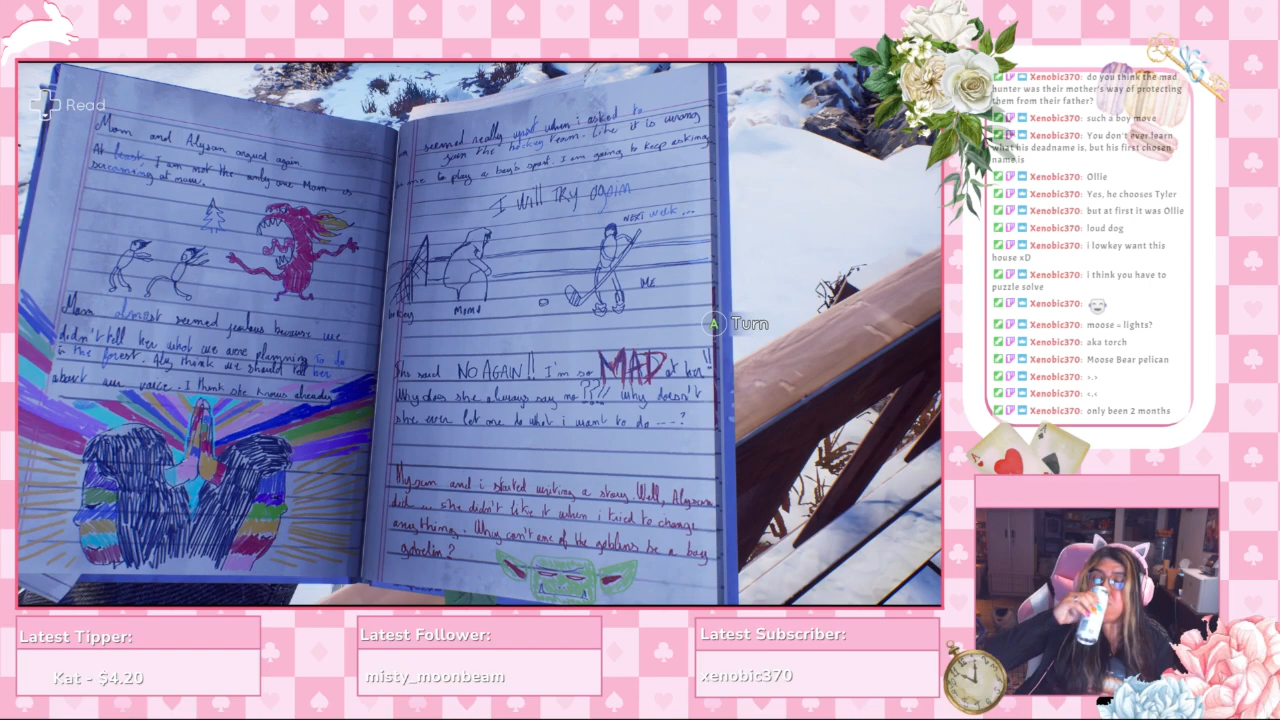 Read
Mom and Alyson argued again
At least I am not the only one Mom is
screaming at now.
Mom almost seemed jealous because we
didn't tell her what we were planning to do
in the forest. Aly think we should tell her
about our voice. I think she knows already
seemed really upset when i asked to
join the hockey team. Like it is wrong
me to play a boy's sport. I am going to keep asking
I will TRY again
next week ...
Mom
ME
she said NO AGAIN!! I'm so MAD at her!!
Why does she always say no??? why doesn't
she ever let me do what i want to do ---?
Alyson and i started writing a story. Well, Alyson
did ... she didn't like it when i tried to change
anything. Why can't one of the goblins be a boy
gobelin?
A Turn
Xenobic370: do you think the mad
hunter was their mother's way of protecting
them from their father?
Xenobic370: such a boy move
Xenobic370: You don't ever learn
what his deadname is, but his first chosen
name is
Xenobic370: Ollie
Xenobic370: Yes, he chooses Tyler
Xenobic370: but at first it was Ollie
Xenobic370: loud dog
Xenobic370: i lowkey want this
house xD
Xenobic370: i think you have to
puzzle solve
Xenobic370:
Xenobic370: moose = lights?
Xenobic370: aka torch
Xenobic370: Moose Bear pelican
Xenobic370: >.>
Xenobic370: <.<
Xenobic370: only been 2 months
Latest Tipper:
Kat - $4.20
Latest Follower:
misty_moonbeam
Latest Subscriber:
xenobic370